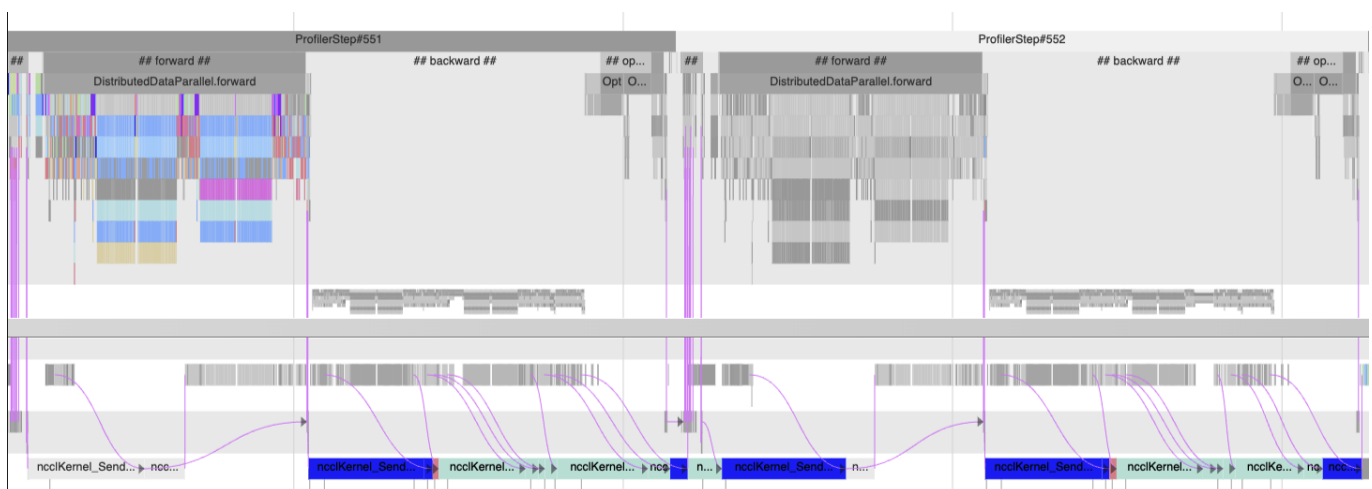 ProfilerStep#551 ProfilerStep#552
## ## forward ## ## backward ## ## op... ## ## forward ## ## backward ## ## op...
DistributedDataParallel.forward Opt O... DistributedDataParallel.forward O... O...
ncclKernel_Send... ncc... ncclKernel_Send... ncclKernel... ncclKernel... ncc n... ncclKernel_Send... n... ncclKernel_Send... ncclKernel... ncclKe... nc ncc...